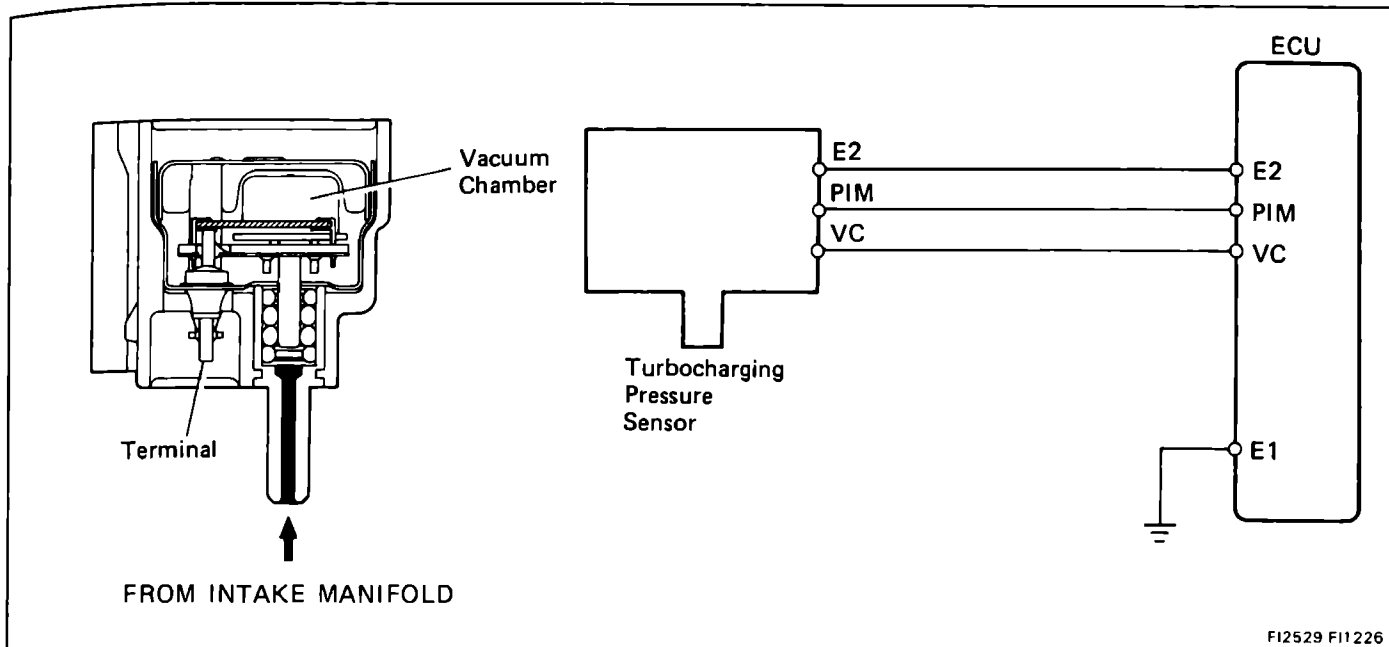 ECU
Vacuum
Chamber
E2
PIM
VC
E2
PIM
VC
Turbocharging
Pressure
Sensor
Terminal
E1
FROM INTAKE MANIFOLD
FI2529 FI1226